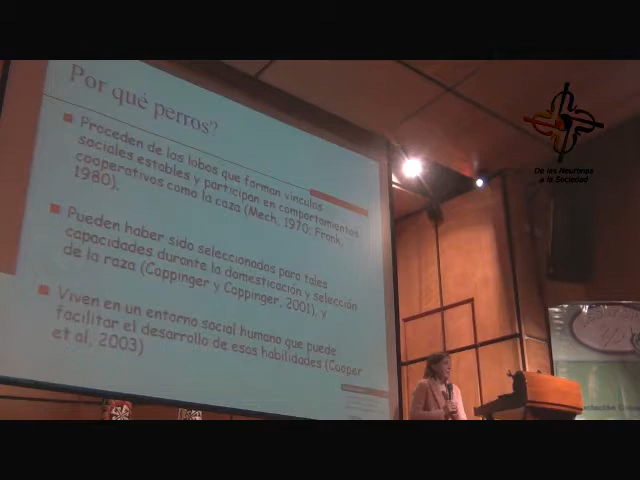 Por què perros?
Proceden de los lobos que forman vínculos
sociales estables y participan en comportamientos
cooperativos como la caza (Mech, 1970; Frank,
1980).
Pueden haber sido seleccionados para tales
capacidades durante la domesticación y selección
de la raza (Coppinger y Coppinger, 2001), y
Viven en un entorno social humano que puede
facilitar el desarrollo de esas habilidades (Cooper
et al, 2003)
De las Neuronas
a la Sociedad